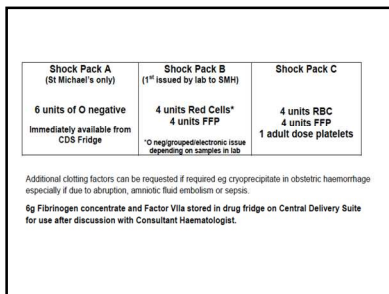 Shock Pack A
(St Michael's only)
Shock Pack B
(1st issued by lab to SMH)
Shock Pack C
6 units of O negative
Immediately available from
CDS Fridge
4 units Red Cells*
4 units FFP
*O neg/grouped/electronic issue
depending on samples in lab
4 units RBC
4 units FFP
1 adult dose platelets
Additional clotting factors can be requested if required eg cryoprecipitate in obstetric haemorrhage
especially if due to abruption, amniotic fluid embolism or sepsis.
6g Fibrinogen concentrate and Factor VIIa stored in drug fridge on Central Delivery Suite
for use after discussion with Consultant Haematologist.